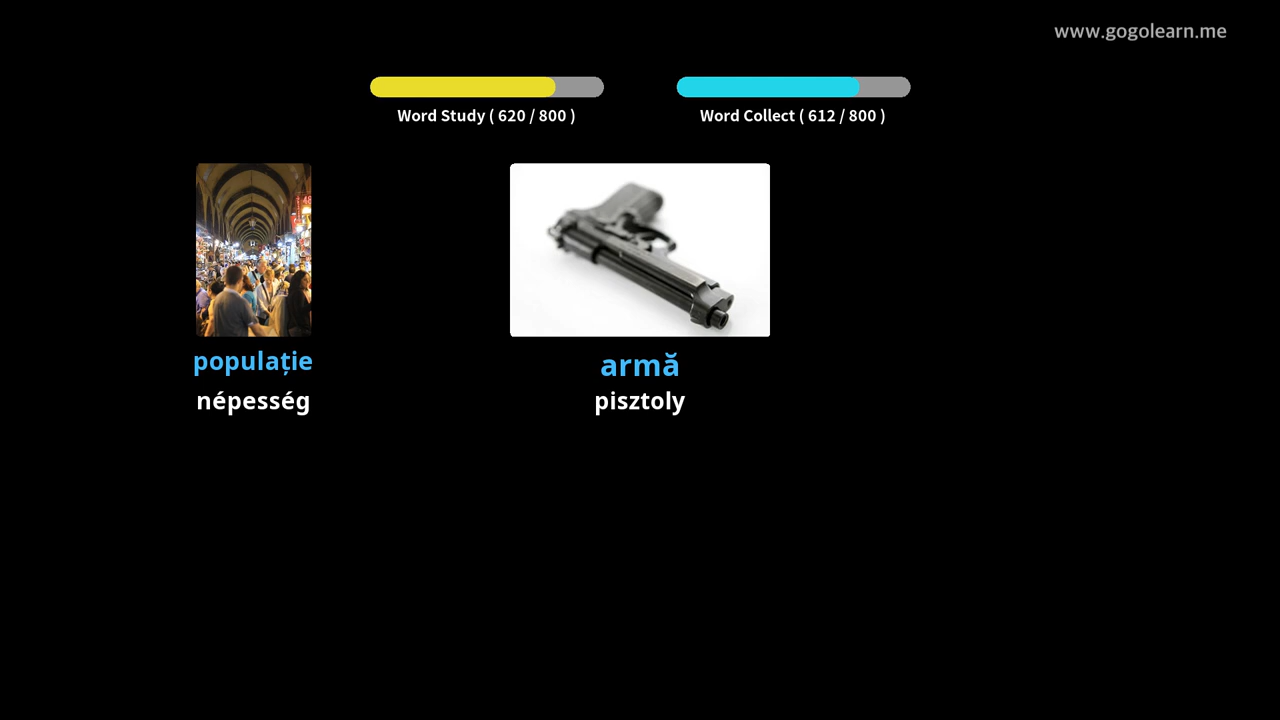 www.gogolearn.me
Word Study ( 620 / 800 )
Word Collect ( 612 / 800 )
populație
népesség
armă
pisztoly